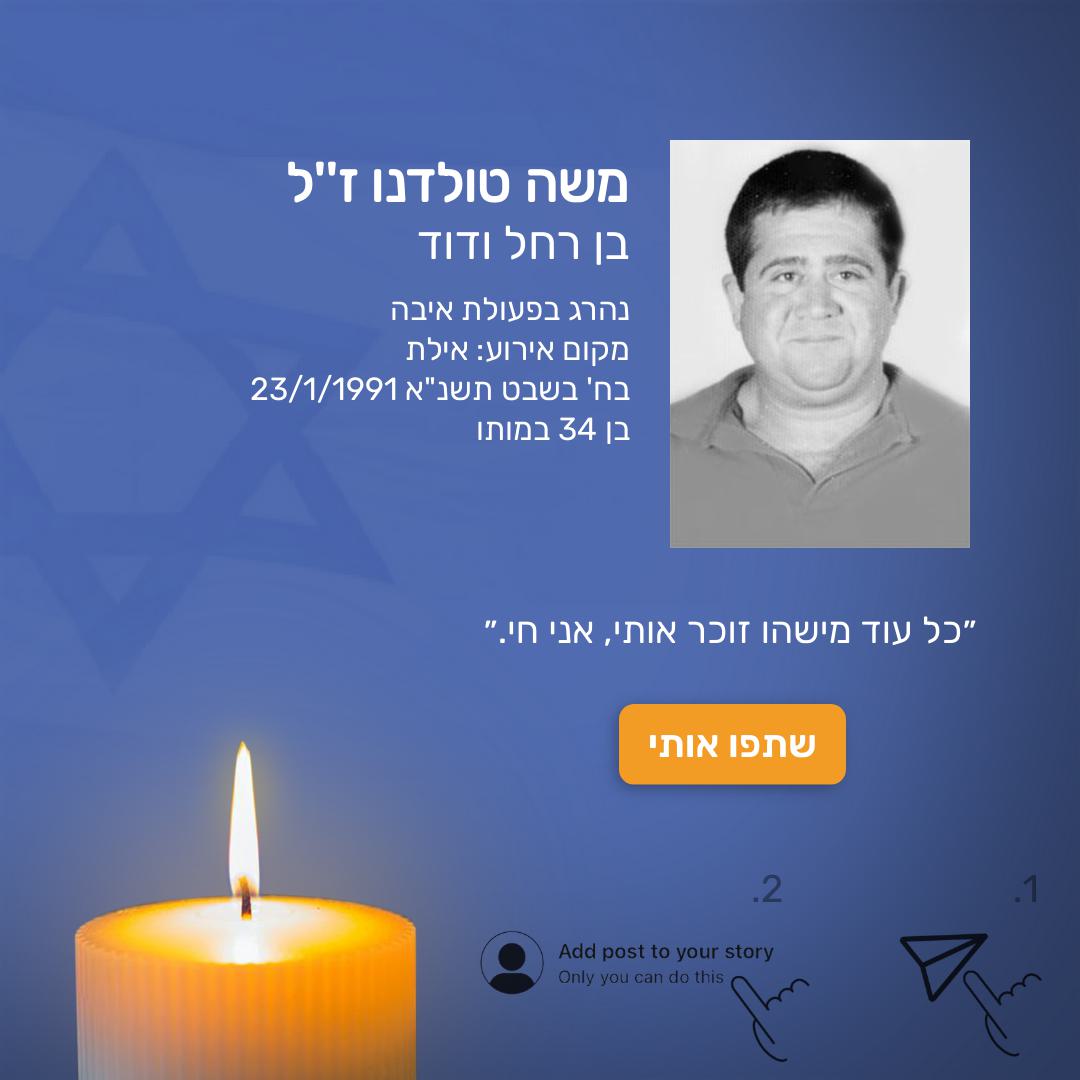 משה טולדנו ז''ל
בן רחל ודוד
נהרג בפעולת איבה
מקום אירוע: אילת
בח' בשבט תשנ"א 23/1/1991
בן 34 במותו
״כל עוד מישהו זוכר אותי, אני חי.״
שתפו אותי
.1
.2
Add post to your story
Only you can do this